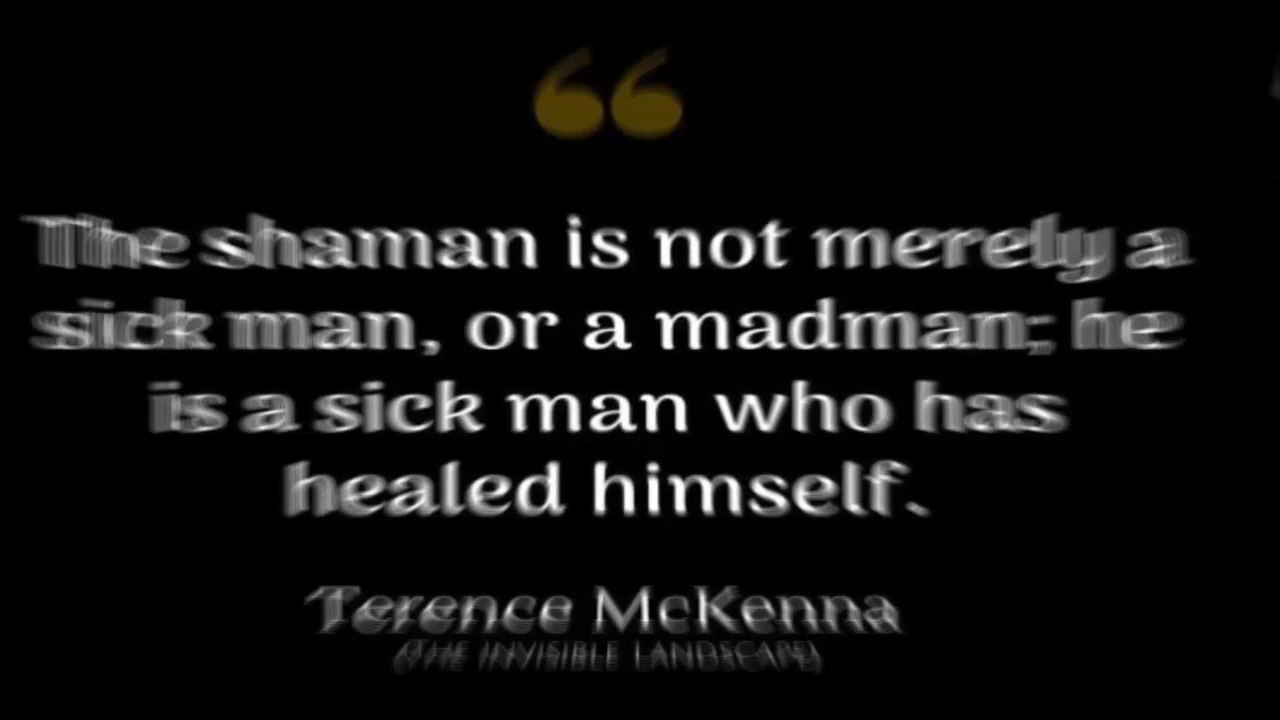 “
The shaman is not merely a
sick man, or a madman; he
is a sick man who has
healed himself.
Terence McKenna
(THE INVISIBLE LANDSCAPE)